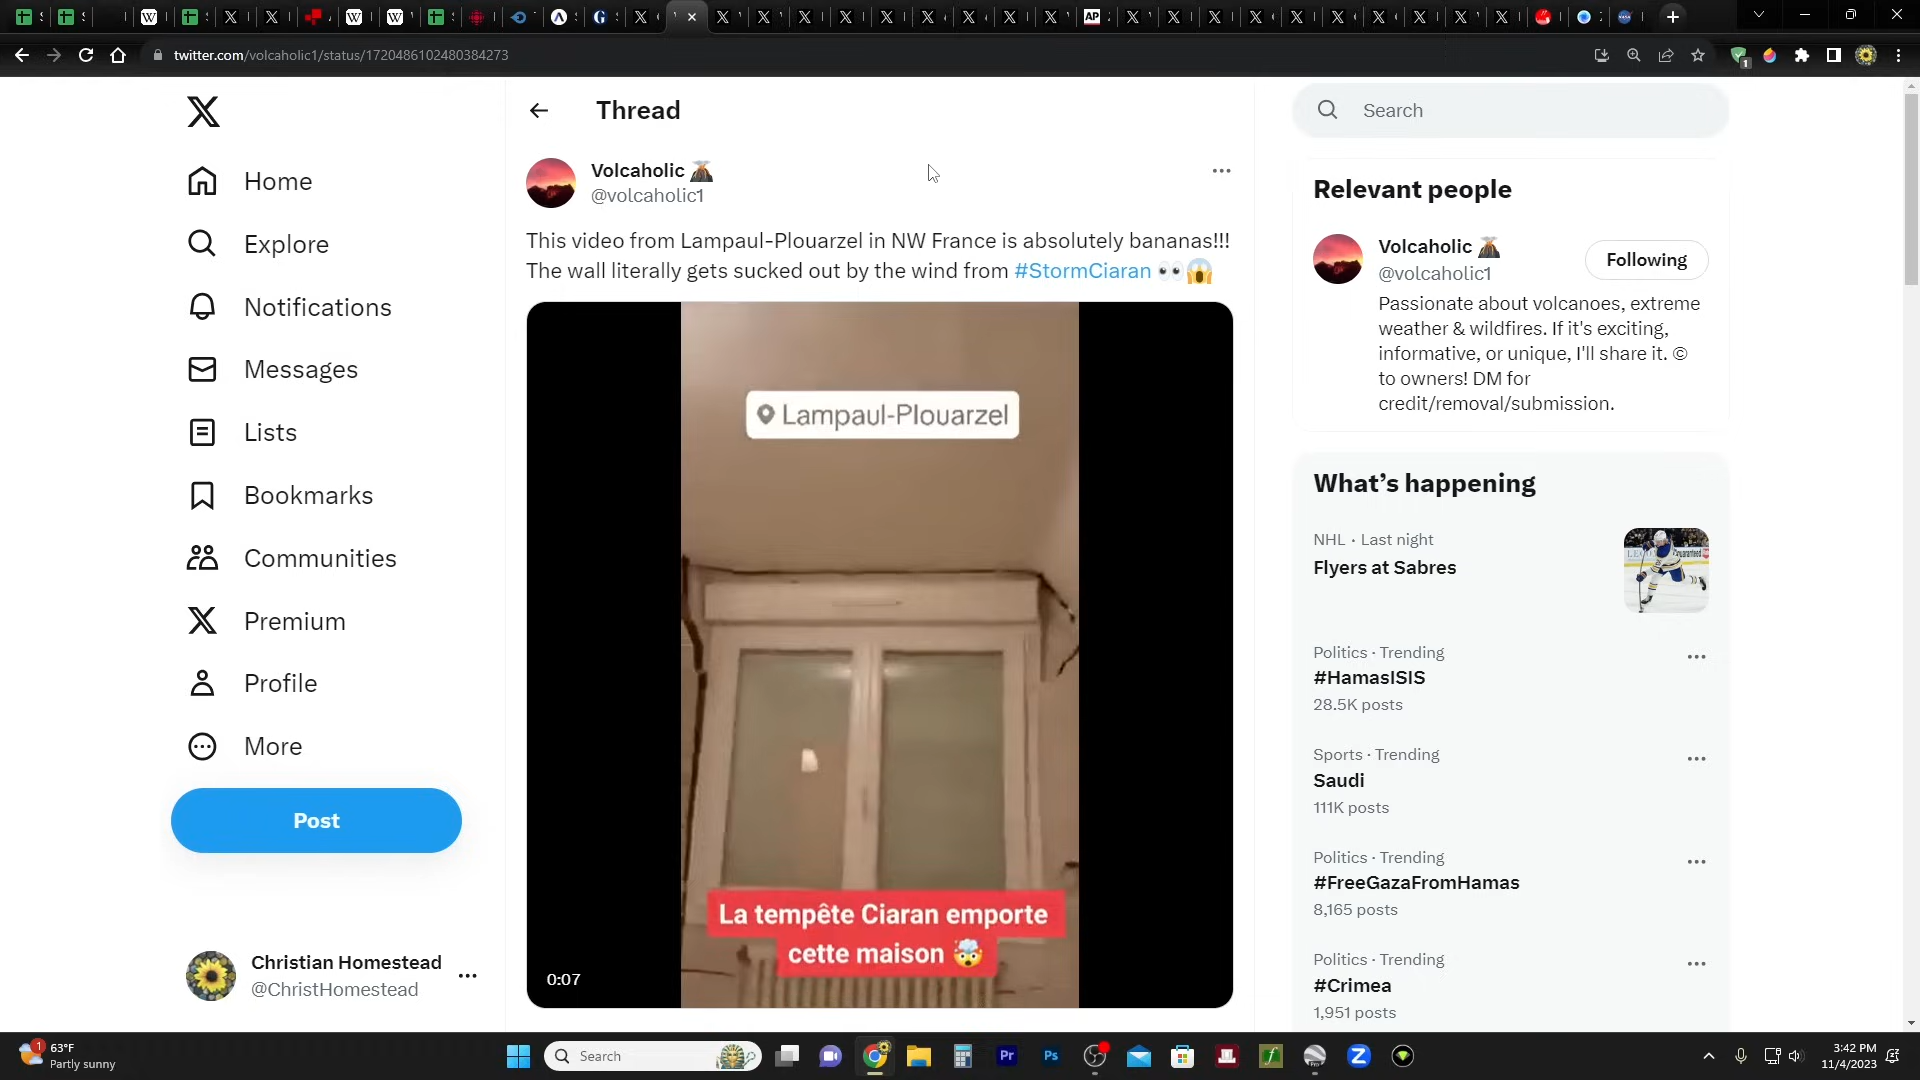 twitter.com/volcaholic1/status/1720486102480384273
Thread
Search
Volcaholic 🌋
@volcaholic1
This video from Lampaul-Plouarzel in NW France is absolutely bananas!!!
The wall literally gets sucked out by the wind from #StormCiaran 👀😱
Lampaul-Plouarzel
La tempête Ciaran emporte
cette maison 🤯
0:07
Home
Explore
Notifications
Messages
Lists
Bookmarks
Communities
Premium
Profile
More
Post
Christian Homestead
@ChristHomestead
Relevant people
Volcaholic 🌋
@volcaholic1
Following
Passionate about volcanoes, extreme
weather & wildfires. If it's exciting,
informative, or unique, I'll share it. ©
to owners! DM for
credit/removal/submission.
What's happening
NHL · Last night
Flyers at Sabres
Politics · Trending
#HamasISIS
28.5K posts
Sports · Trending
Saudi
111K posts
Politics · Trending
#FreeGazaFromHamas
8,165 posts
Politics · Trending
#Crimea
1,951 posts
63°F
Partly sunny
Search
3:42 PM
11/4/2023